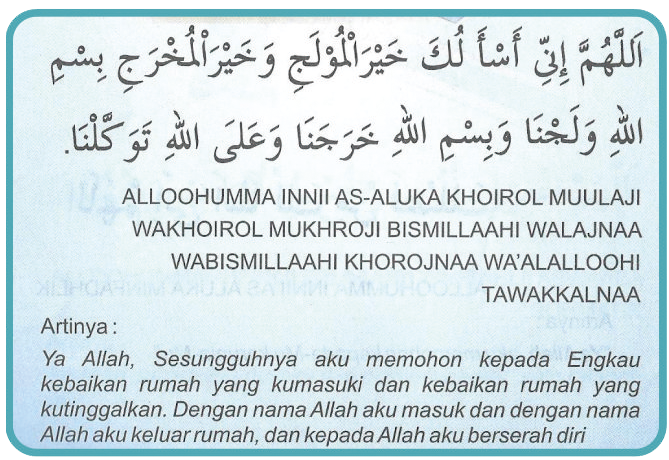 اَللَّهُمَّ إِنِّيْ أَسْأَ لُكَ خَيْرَالْمُوْلَجِ وَخَيْرَاْلمُخْرَجِ بِسْمِ
اللهِ وَلَجْنَا وَبِسْمِ اللهِ خَرَجْنَا وَعَلىَ اللهِ تَوَكَّلْنَا.
ALLOOHUMMA INNII AS-ALUKA KHOIROL MUULAJI
WAKHOIROL MUKHROJI BISMILLAAHI WALAJNAA
WABISMILLAAHI KHOROJNAA WA'ALALLOOHI
TAWAKKALNAA
Artinya :
Ya Allah, Sesungguhnya aku memohon kepada Engkau
kebaikan rumah yang kumasuki dan kebaikan rumah yang
kutinggalkan. Dengan nama Allah aku masuk dan dengan nama
Allah aku keluar rumah, dan kepada Allah aku berserah diri